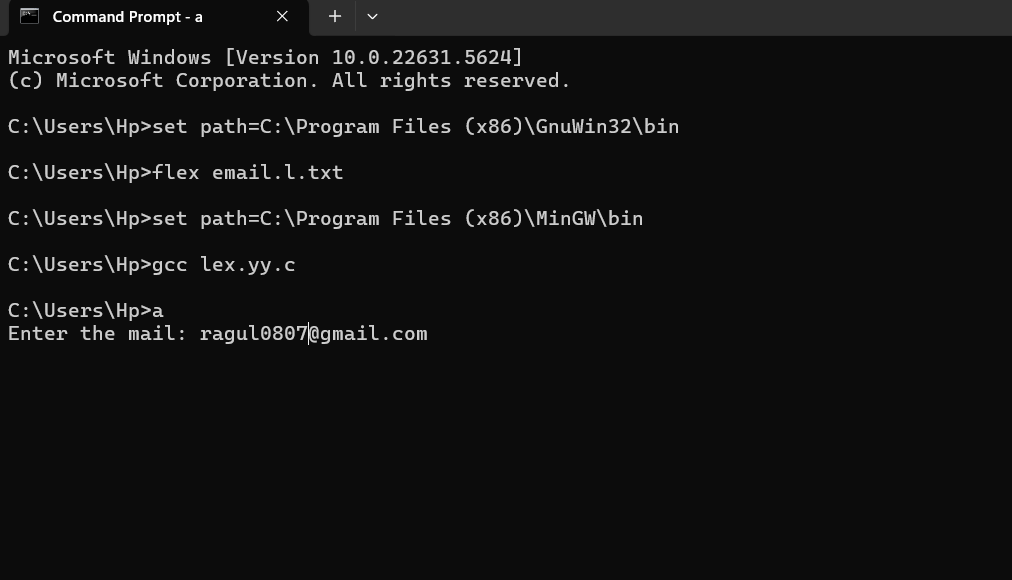 Command Prompt - a
Microsoft Windows [Version 10.0.22631.5624]
(c) Microsoft Corporation. All rights reserved.
C:\Users\Hp>set path=C:\Program Files (x86)\GnuWin32\bin
C:\Users\Hp>flex email.l.txt
C:\Users\Hp>set path=C:\Program Files (x86)\MinGW\bin
C:\Users\Hp>gcc lex.yy.c
C:\Users\Hp>a
Enter the mail: ragul0807@gmail.com